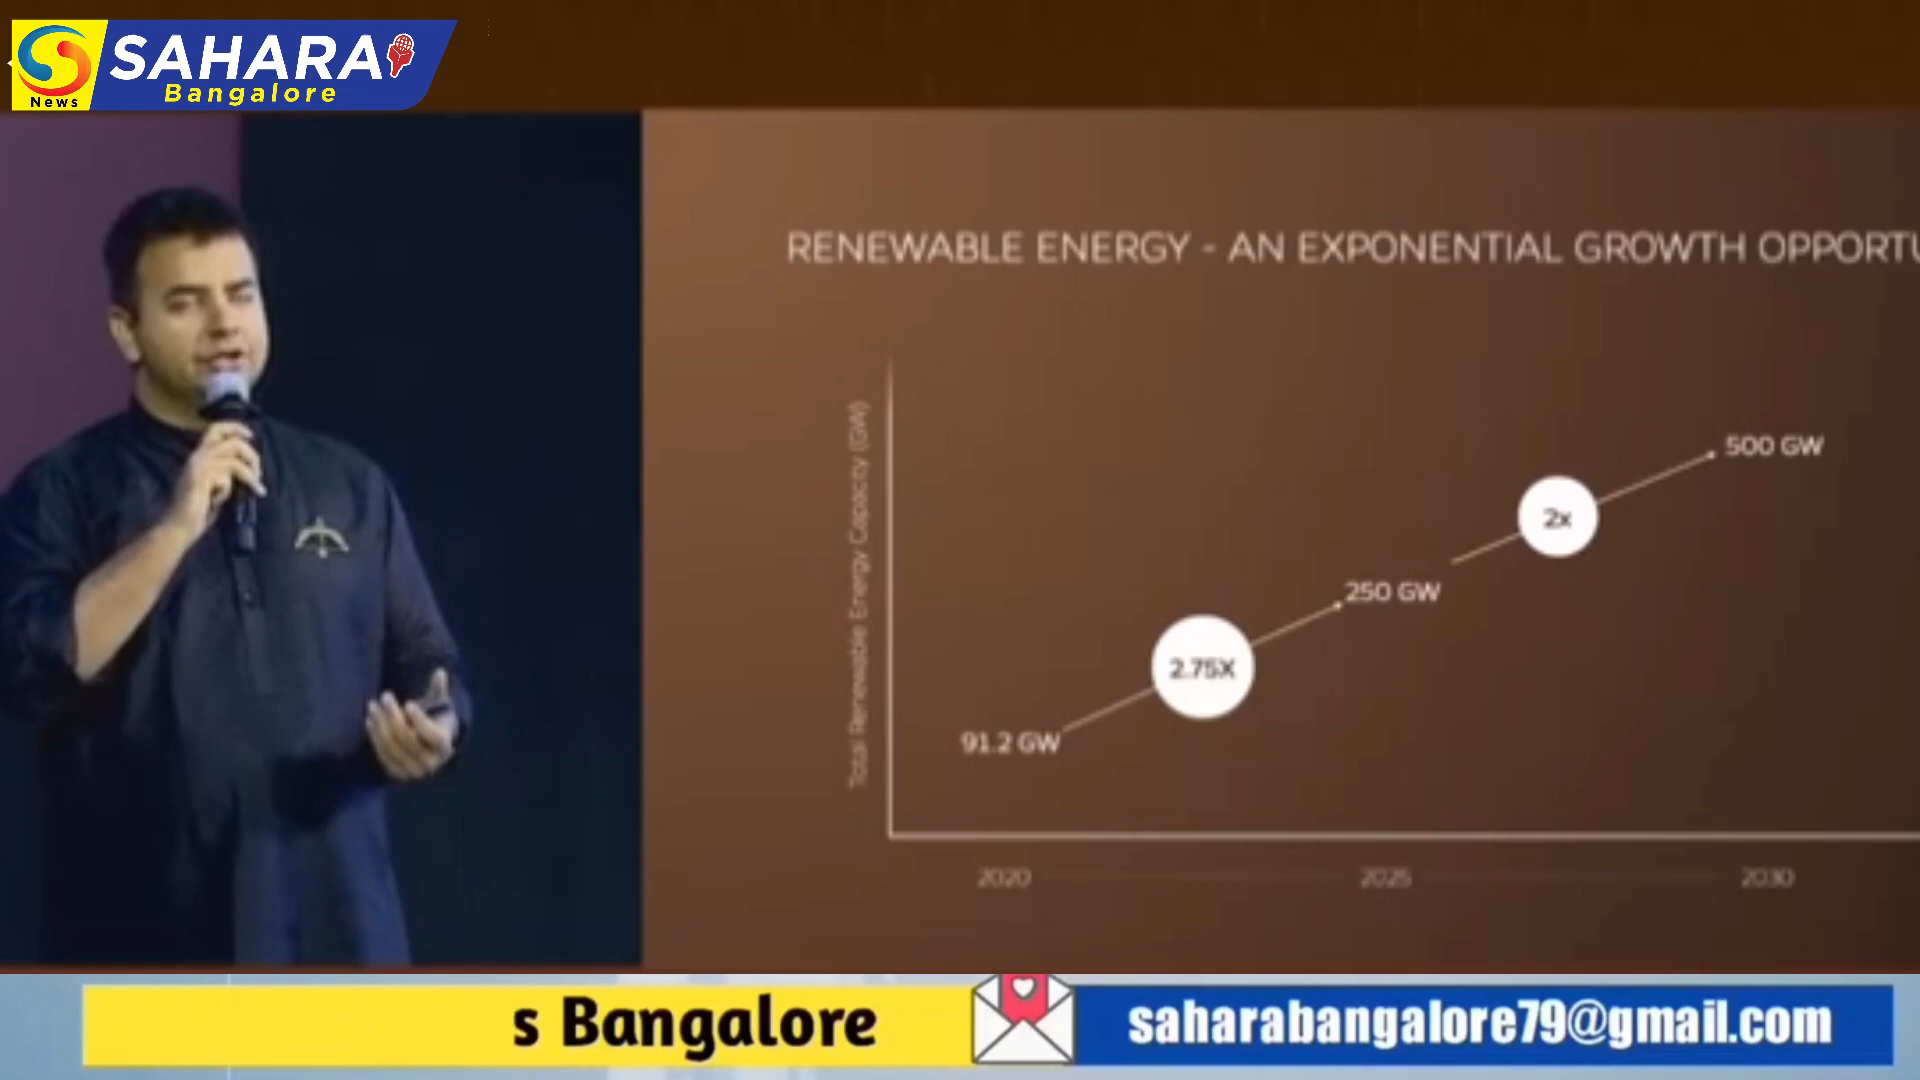 SAHARA
News
Bangalore
RENEWABLE ENERGY - AN EXPONENTIAL GROWTH OPPORTU
Total Renewable Energy Capacity (GW)
500 GW
2x
250 GW
2.75X
91.2 GW
2020
2025
2030
s Bangalore
saharabangalore79@gmail.com